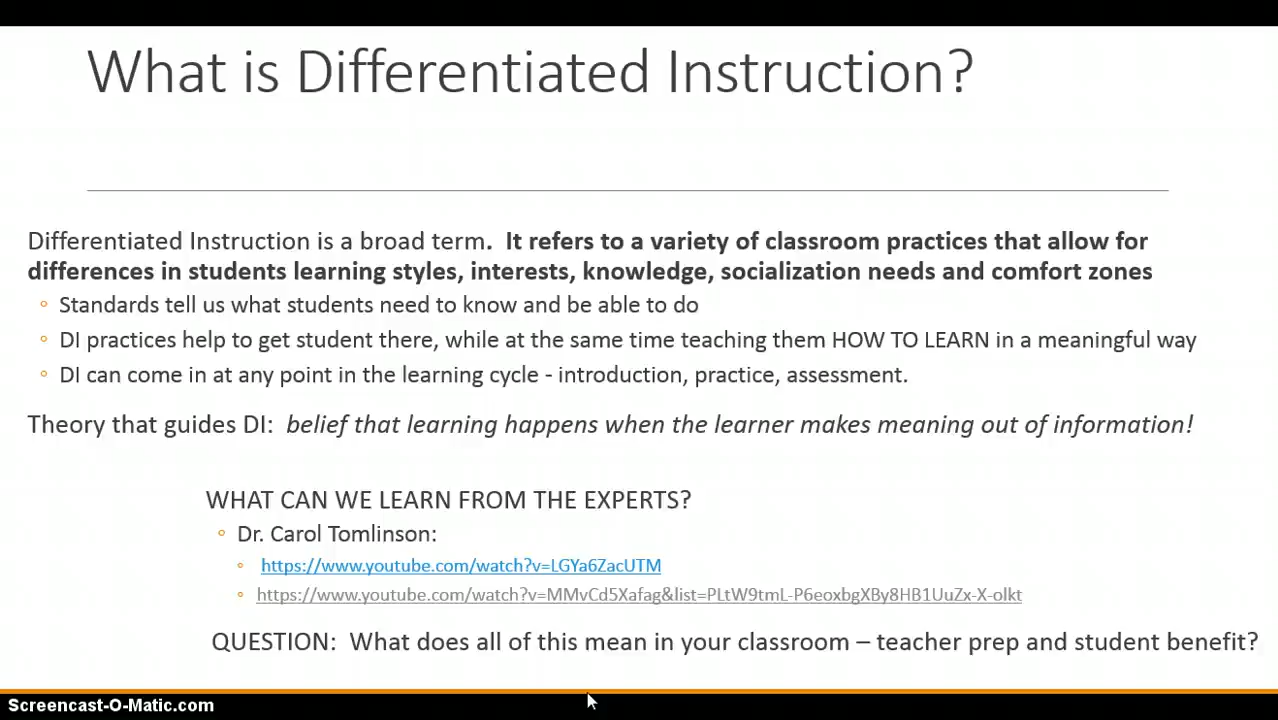 What is Differentiated Instruction?
Differentiated Instruction is a broad term. It refers to a variety of classroom practices that allow for
differences in students learning styles, interests, knowledge, socialization needs and comfort zones
◦ Standards tell us what students need to know and be able to do
◦ DI practices help to get student there, while at the same time teaching them HOW TO LEARN in a meaningful way
◦ DI can come in at any point in the learning cycle - introduction, practice, assessment.
Theory that guides DI: belief that learning happens when the learner makes meaning out of information!
WHAT CAN WE LEARN FROM THE EXPERTS?
◦ Dr. Carol Tomlinson:
◦ https://www.youtube.com/watch?v=LGYa6ZacUTM
◦ https://www.youtube.com/watch?v=MMvCd5Xafag&list=PLtW9tmL-P6eoxbgXBy8HB1UuZx-X-olkt
QUESTION: What does all of this mean in your classroom – teacher prep and student benefit?
Screencast-O-Matic.com